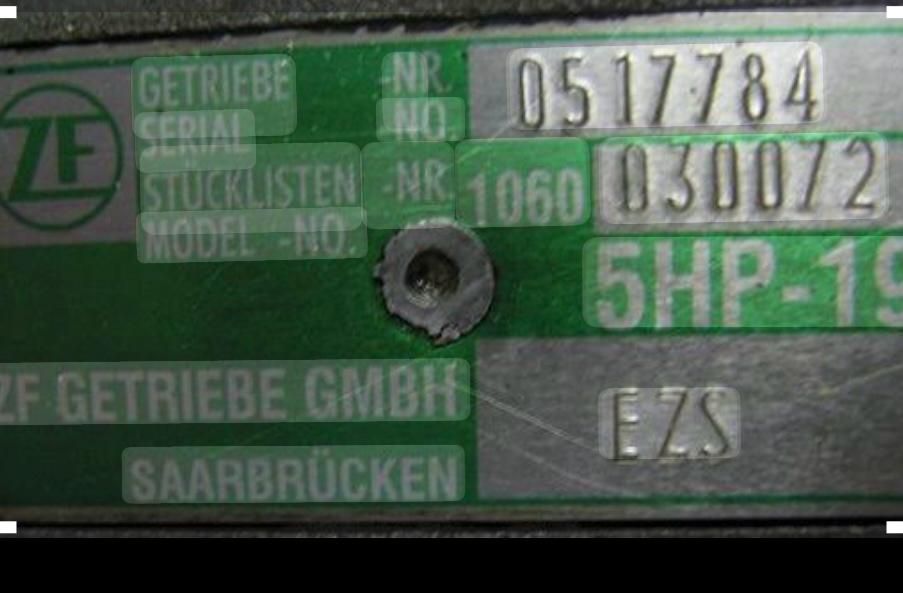 ZF
GETRIEBE -NR. 0517784
SERIAL -NO.
STÜCKLISTEN -NR. 1060 030072
MODEL -NO.
5HP-19
ZF GETRIEBE GMBH
EZS
SAARBRÜCKEN